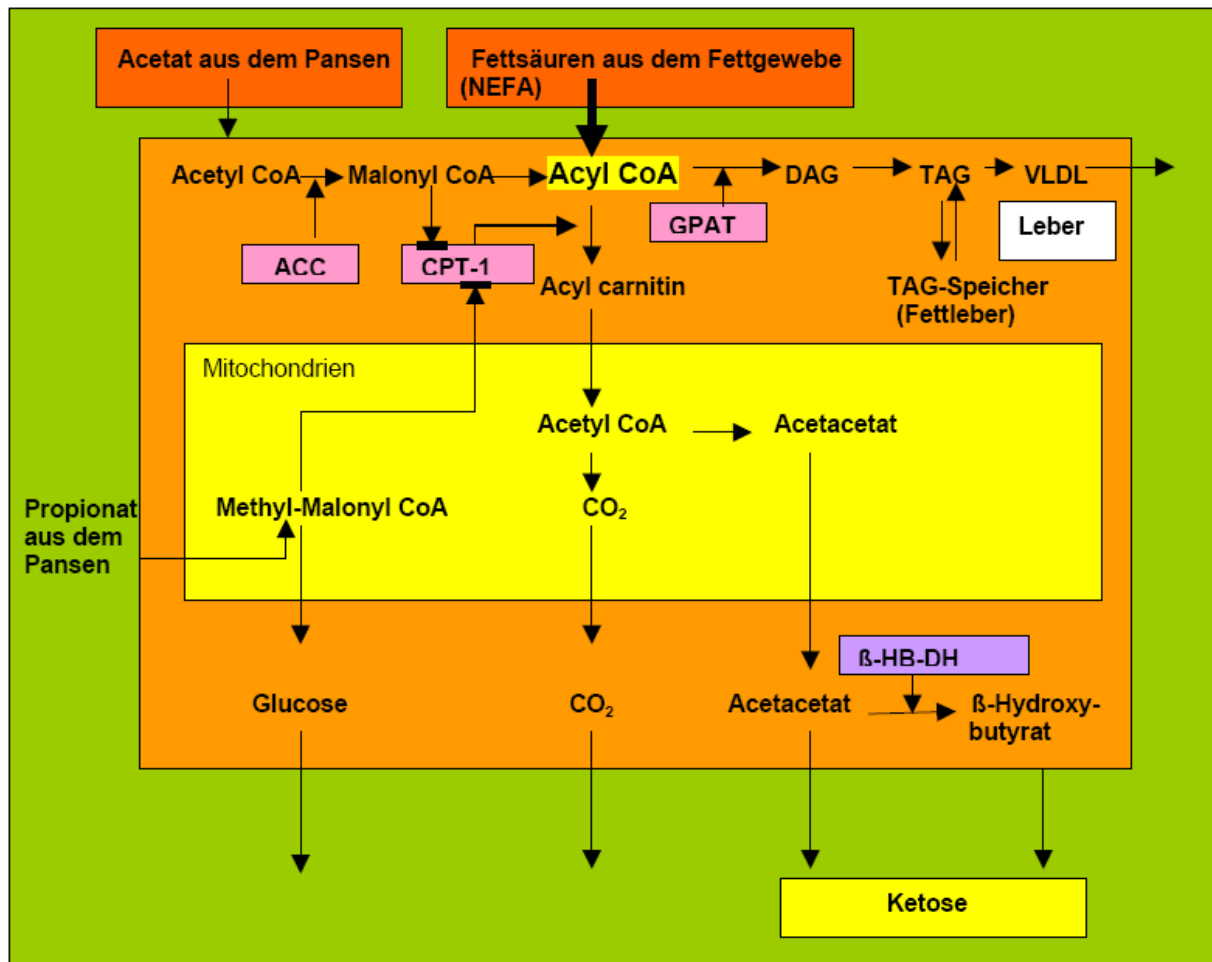 Acetat aus dem Pansen
Fettsäuren aus dem Fettgewebe
(NEFA)
Acetyl CoA
Malonyl CoA
Acyl CoA
DAG
TAG
VLDL
GPAT
Leber
ACC
CPT-1
Acyl carnitin
TAG-Speicher
(Fettleber)
Mitochondrien
Acetyl CoA
Acetacetat
Propionat
aus dem
Pansen
Methyl-Malonyl CoA
CO₂
ß-HB-DH
Glucose
CO₂
Acetacetat
ß-Hydroxy-
butyrat
Ketose